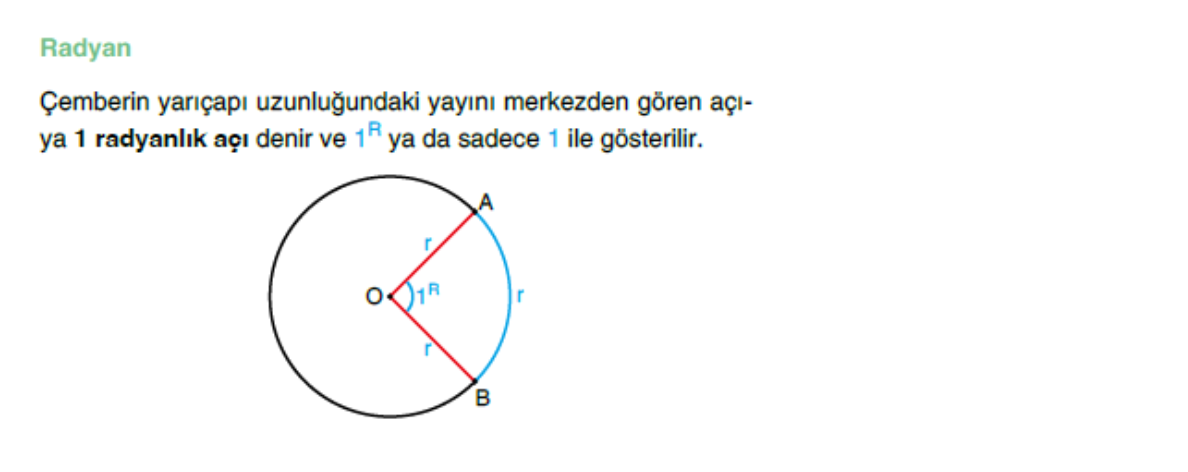 Radyan
Çemberin yarıçapı uzunluğundaki yayını merkezden gören açı-
ya 1 radyanlık açı denir ve 1ᴿ ya da sadece 1 ile gösterilir.
A
r
O 1ᴿ r
r
B